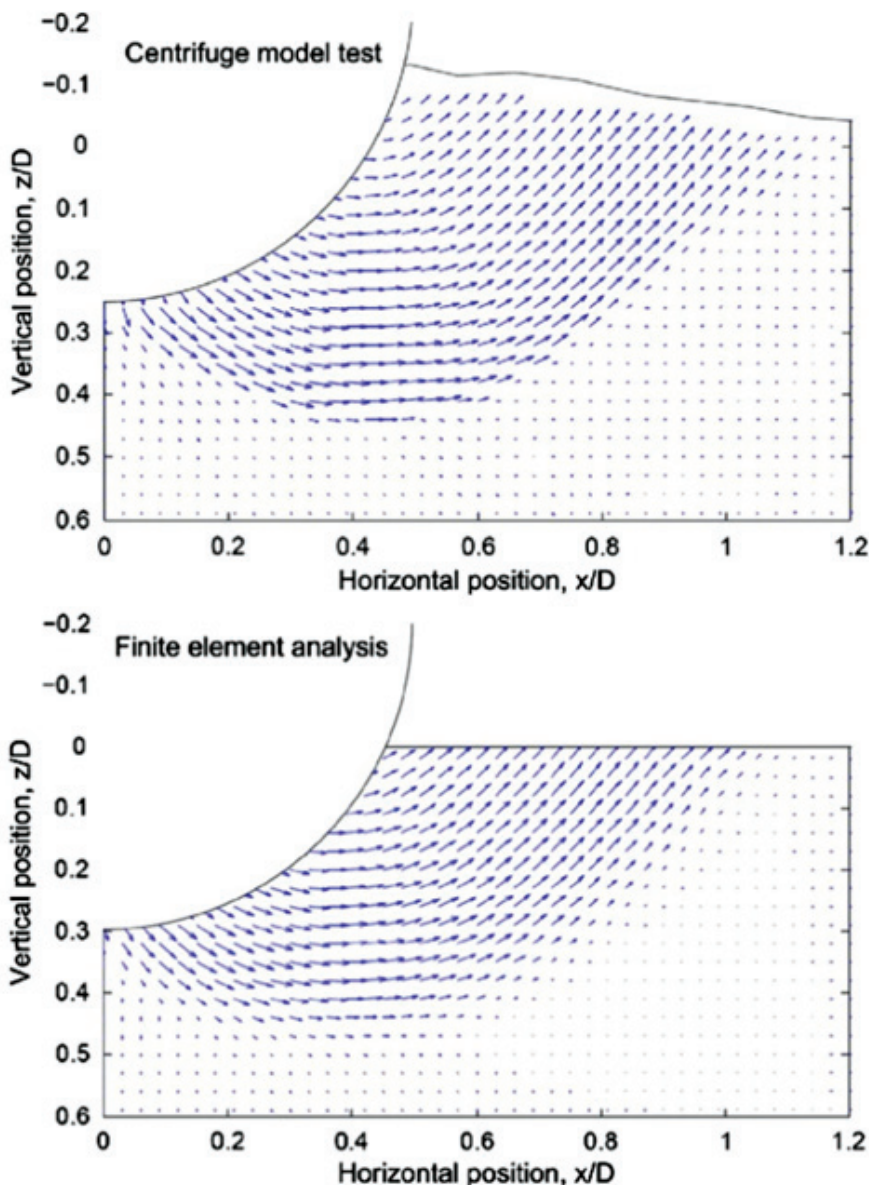 −0.2
Centrifuge model test
−0.1
0
0.1
0.2
0.3
0.4
0.5
0.6
Vertical position, z/D
0 0.2 0.4 0.6 0.8 1 1.2
Horizontal position, x/D
−0.2
Finite element analysis
−0.1
0
0.1
0.2
0.3
0.4
0.5
0.6
Vertical position, z/D
0 0.2 0.4 0.6 0.8 1 1.2
Horizontal position, x/D